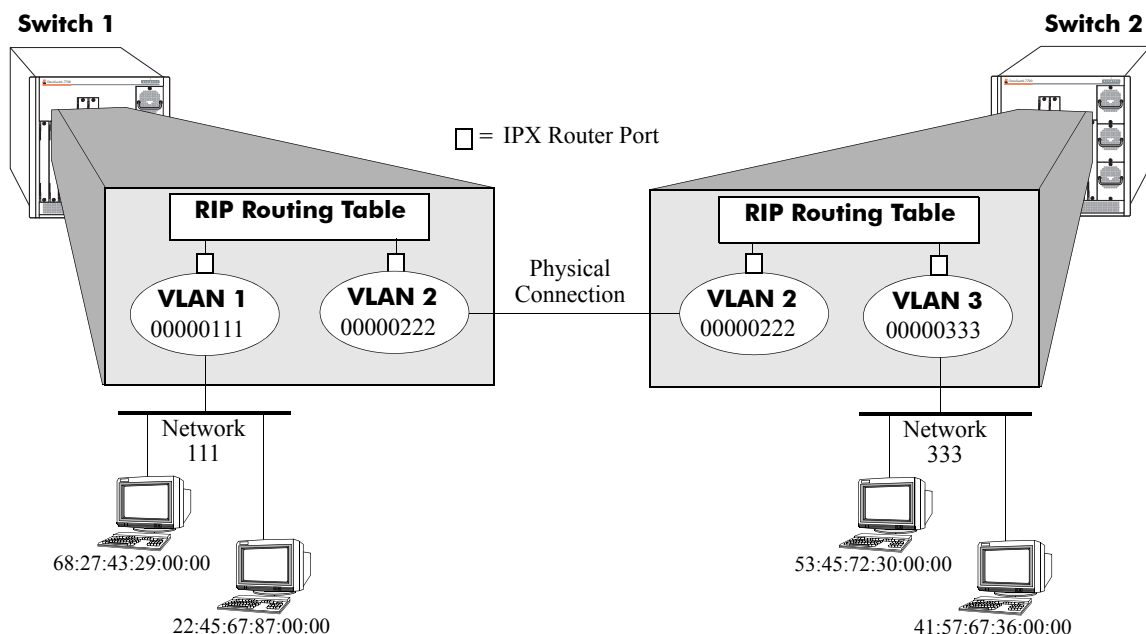 Switch 1
Switch 2
OmniSwitch 7700
= IPX Router Port
RIP Routing Table
RIP Routing Table
VLAN 1
00000111
VLAN 2
00000222
Physical
Connection
VLAN 2
00000222
VLAN 3
00000333
Network
111
Network
333
68:27:43:29:00:00
22:45:67:87:00:00
53:45:72:30:00:00
41:57:67:36:00:00